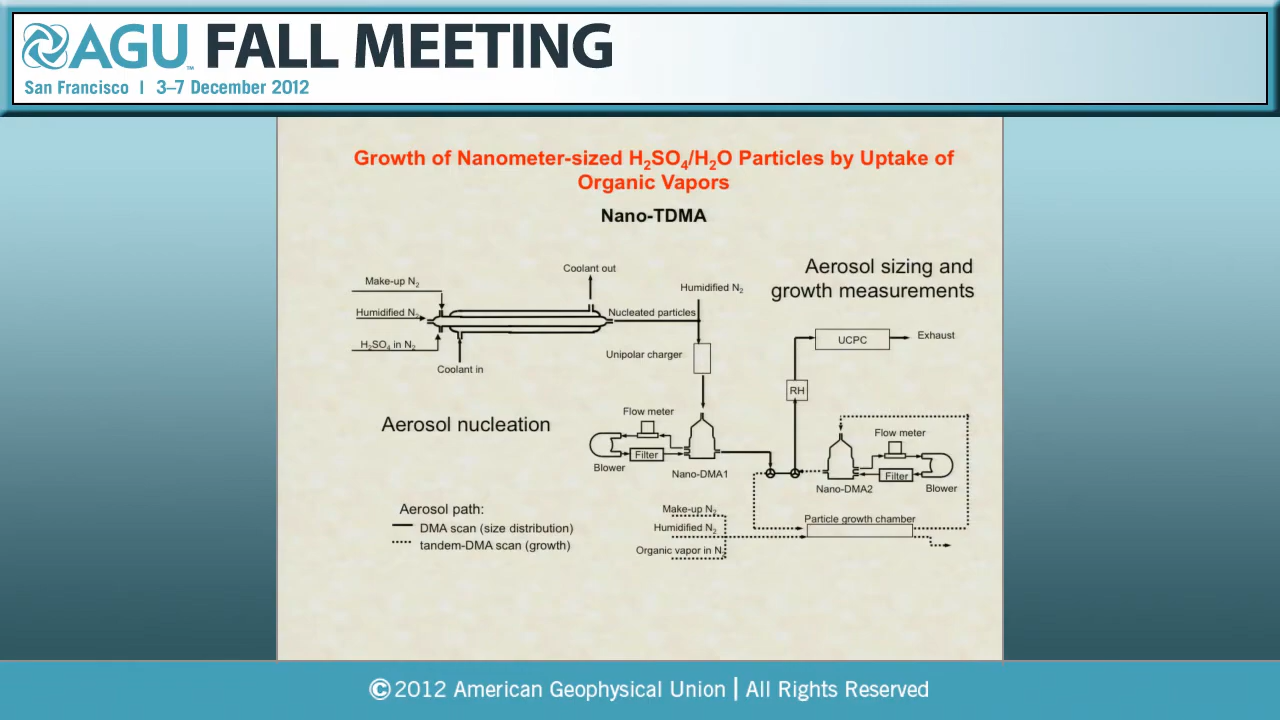 AGU™ FALL MEETING
San Francisco | 3–7 December 2012
Growth of Nanometer-sized H₂SO₄/H₂O Particles by Uptake of
Organic Vapors
Nano-TDMA
Aerosol sizing and
growth measurements
Coolant out
Make-up N₂
Humidified N₂
Humidified N₂
Nucleated particles
H₂SO₄ in N₂
Coolant in
Unipolar charger
UCPC
Exhaust
RH
Aerosol nucleation
Flow meter
Filter
Blower
Nano-DMA1
Flow meter
Filter
Nano-DMA2
Blower
Aerosol path:
DMA scan (size distribution)
tandem-DMA scan (growth)
Make-up N₂
Humidified N₂
Organic vapor in N
Particle growth chamber
©2012 American Geophysical Union | All Rights Reserved